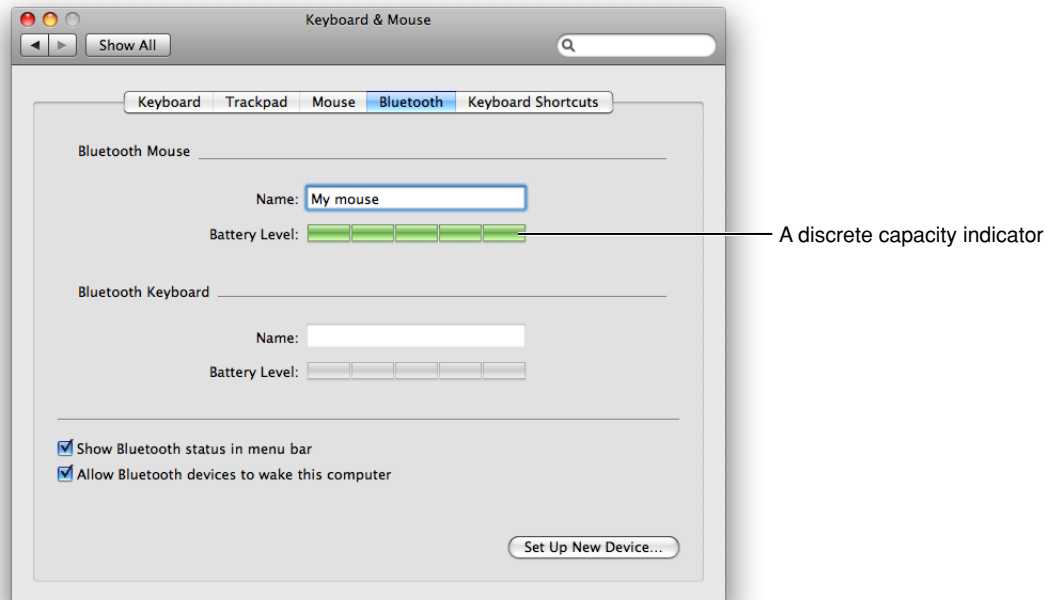 Keyboard & Mouse
Show All
Keyboard Trackpad Mouse Bluetooth Keyboard Shortcuts
Bluetooth Mouse
Name: My mouse
Battery Level:
A discrete capacity indicator
Bluetooth Keyboard
Name:
Battery Level:
Show Bluetooth status in menu bar
Allow Bluetooth devices to wake this computer
Set Up New Device...